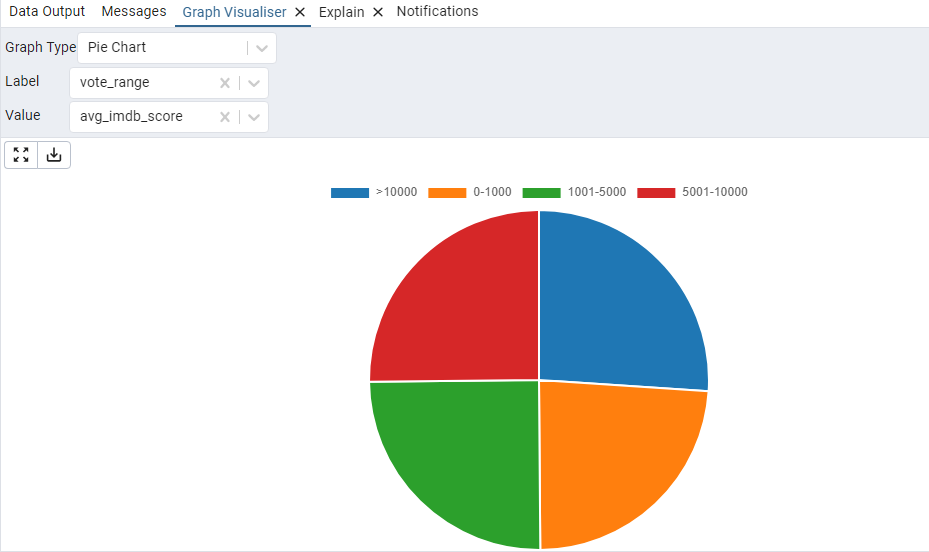 Data Output Messages Graph Visualiser Explain Notifications
Graph Type Pie Chart
Label vote_range
Value avg_imdb_score
>10000 0-1000 1001-5000 5001-10000